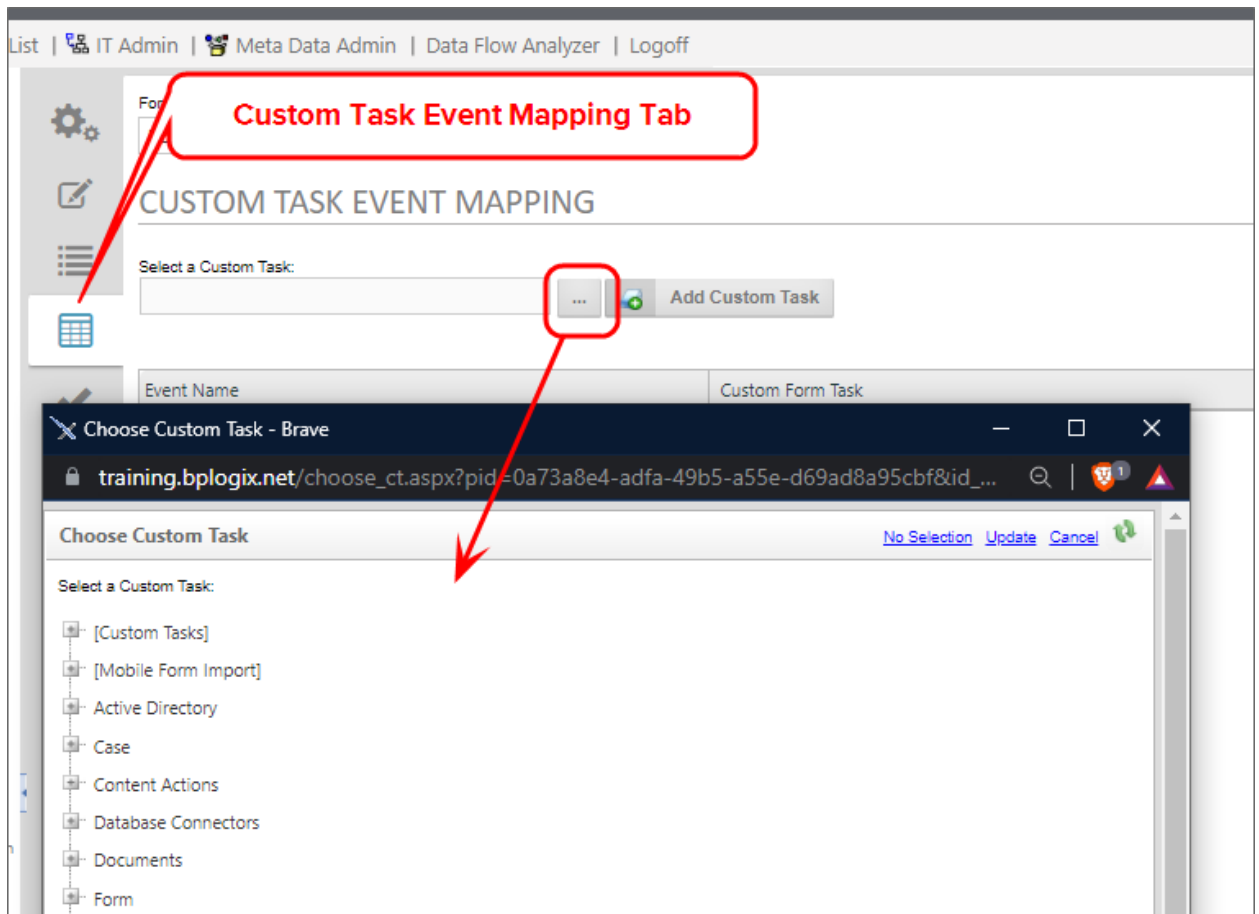 List | IT Admin | Meta Data Admin | Data Flow Analyzer | Logoff
Custom Task Event Mapping Tab
CUSTOM TASK EVENT MAPPING
Select a Custom Task:
... Add Custom Task
Event Name Custom Form Task
Choose Custom Task - Brave
training.bplogix.net/choose_ct.aspx?pid=0a73a8e4-adfa-49b5-a55e-d69ad8a95cbf&id_... 1
Choose Custom Task No Selection Update Cancel
Select a Custom Task:
[Custom Tasks]
[Mobile Form Import]
Active Directory
Case
Content Actions
Database Connectors
Documents
Form